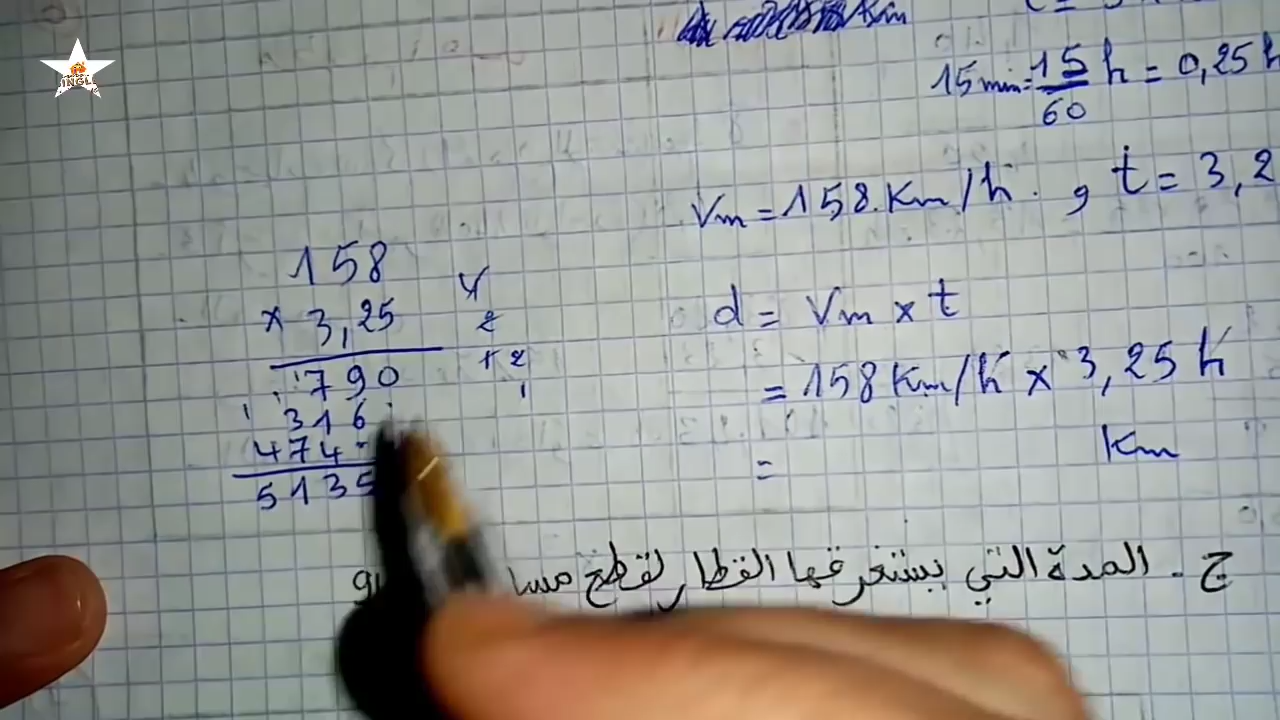 Km
15 min = 15/60 h = 0,25 h
Vm = 158 Km/h , t = 3,2
158
x 3,25
790
316
474
5135
d = Vm x t
= 158 Km/h x 3,25 h
= Km
ج - المدة التي يستغرقها القطار لقطع